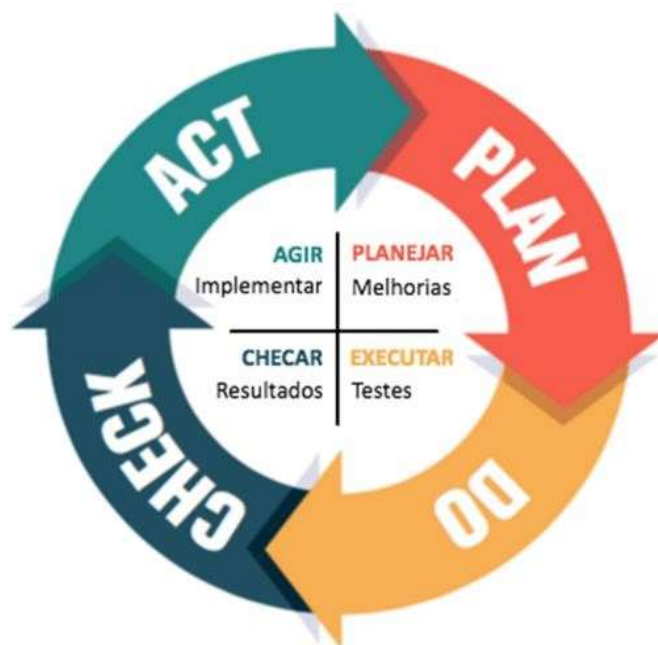 ACT
PLAN
AGIR
Implementar
PLANEJAR
Melhorias
CHECAR
Resultados
EXECUTAR
Testes
CHECK
DO